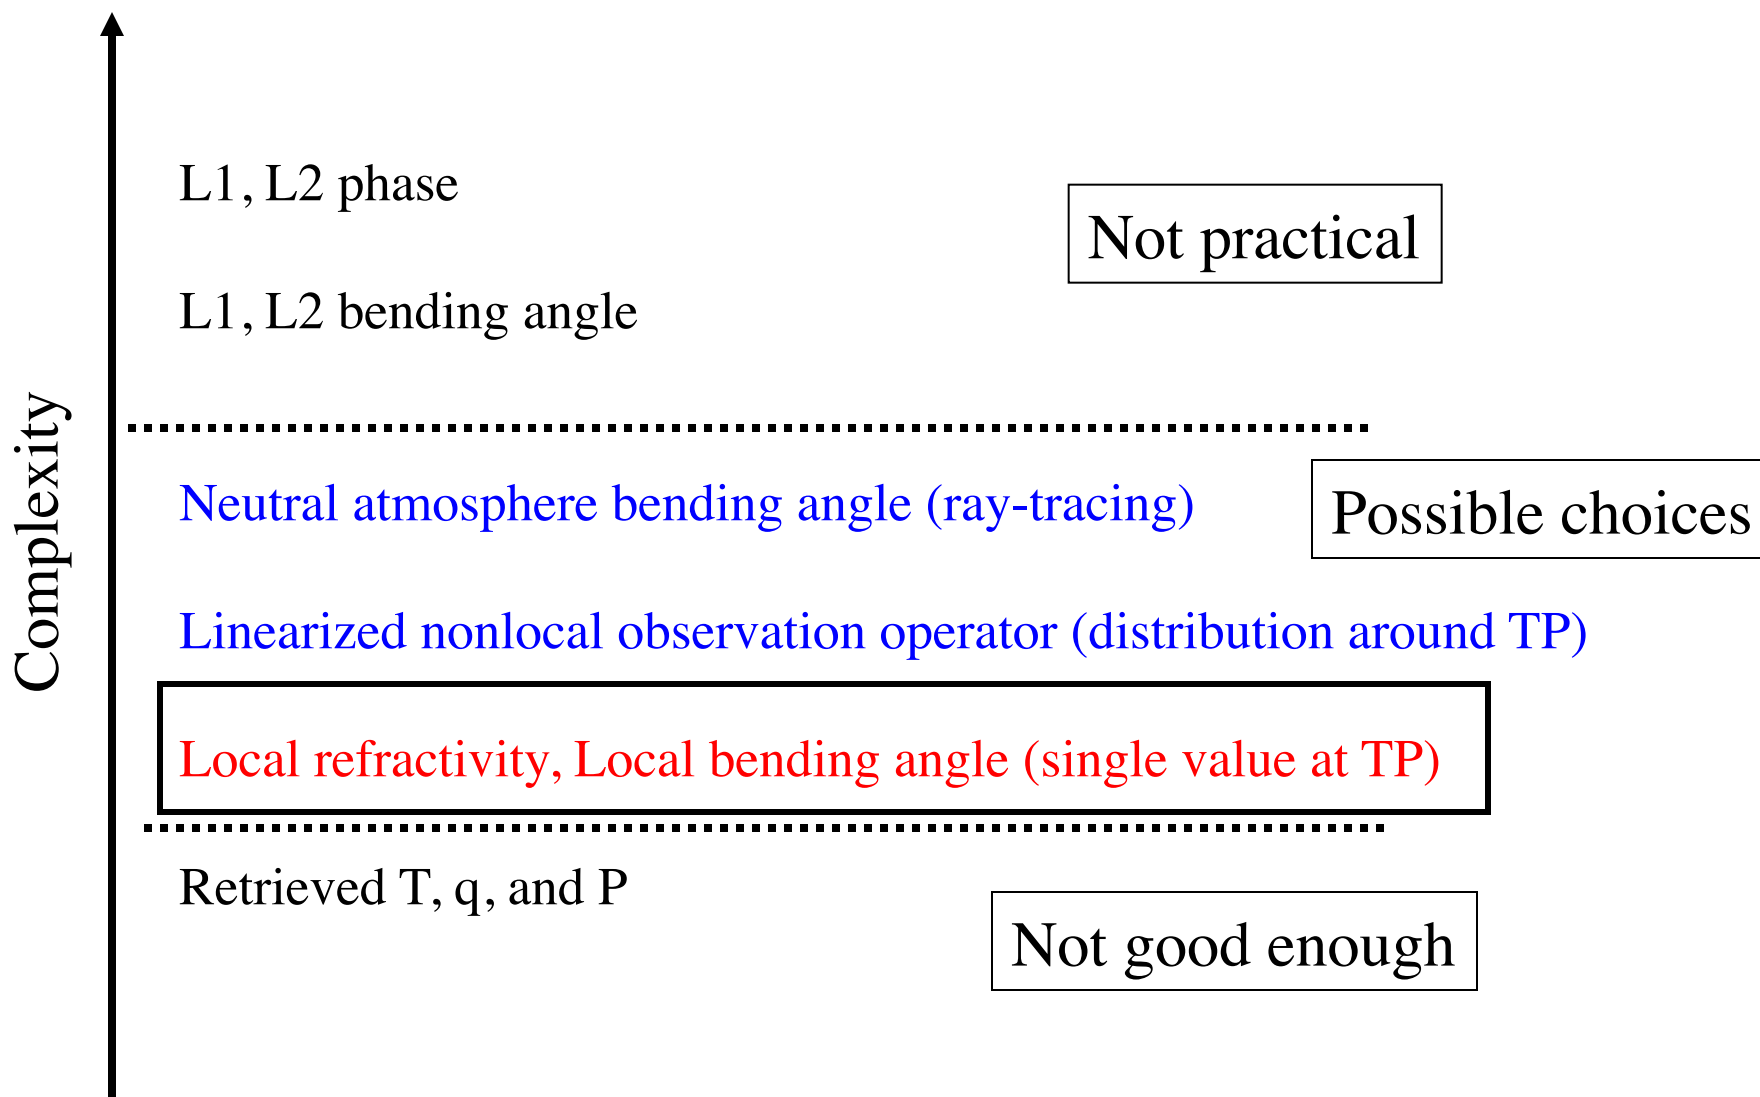 L1, L2 phase
Not practical
L1, L2 bending angle
Complexity
Neutral atmosphere bending angle (ray-tracing)
Possible choices
Linearized nonlocal observation operator (distribution around TP)
Local refractivity, Local bending angle (single value at TP)
Retrieved T, q, and P
Not good enough